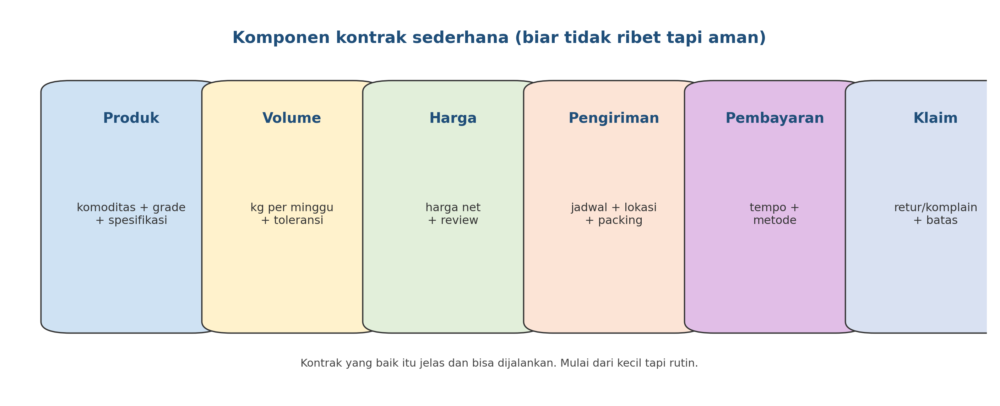 Komponen kontrak sederhana (biar tidak ribet tapi aman)
Produk
komoditas + grade
+ spesifikasi
Volume
kg per minggu
+ toleransi
Harga
harga net
+ review
Pengiriman
jadwal + lokasi
+ packing
Pembayaran
tempo +
metode
Klaim
retur/komplain
+ batas
Kontrak yang baik itu jelas dan bisa dijalankan. Mulai dari kecil tapi rutin.